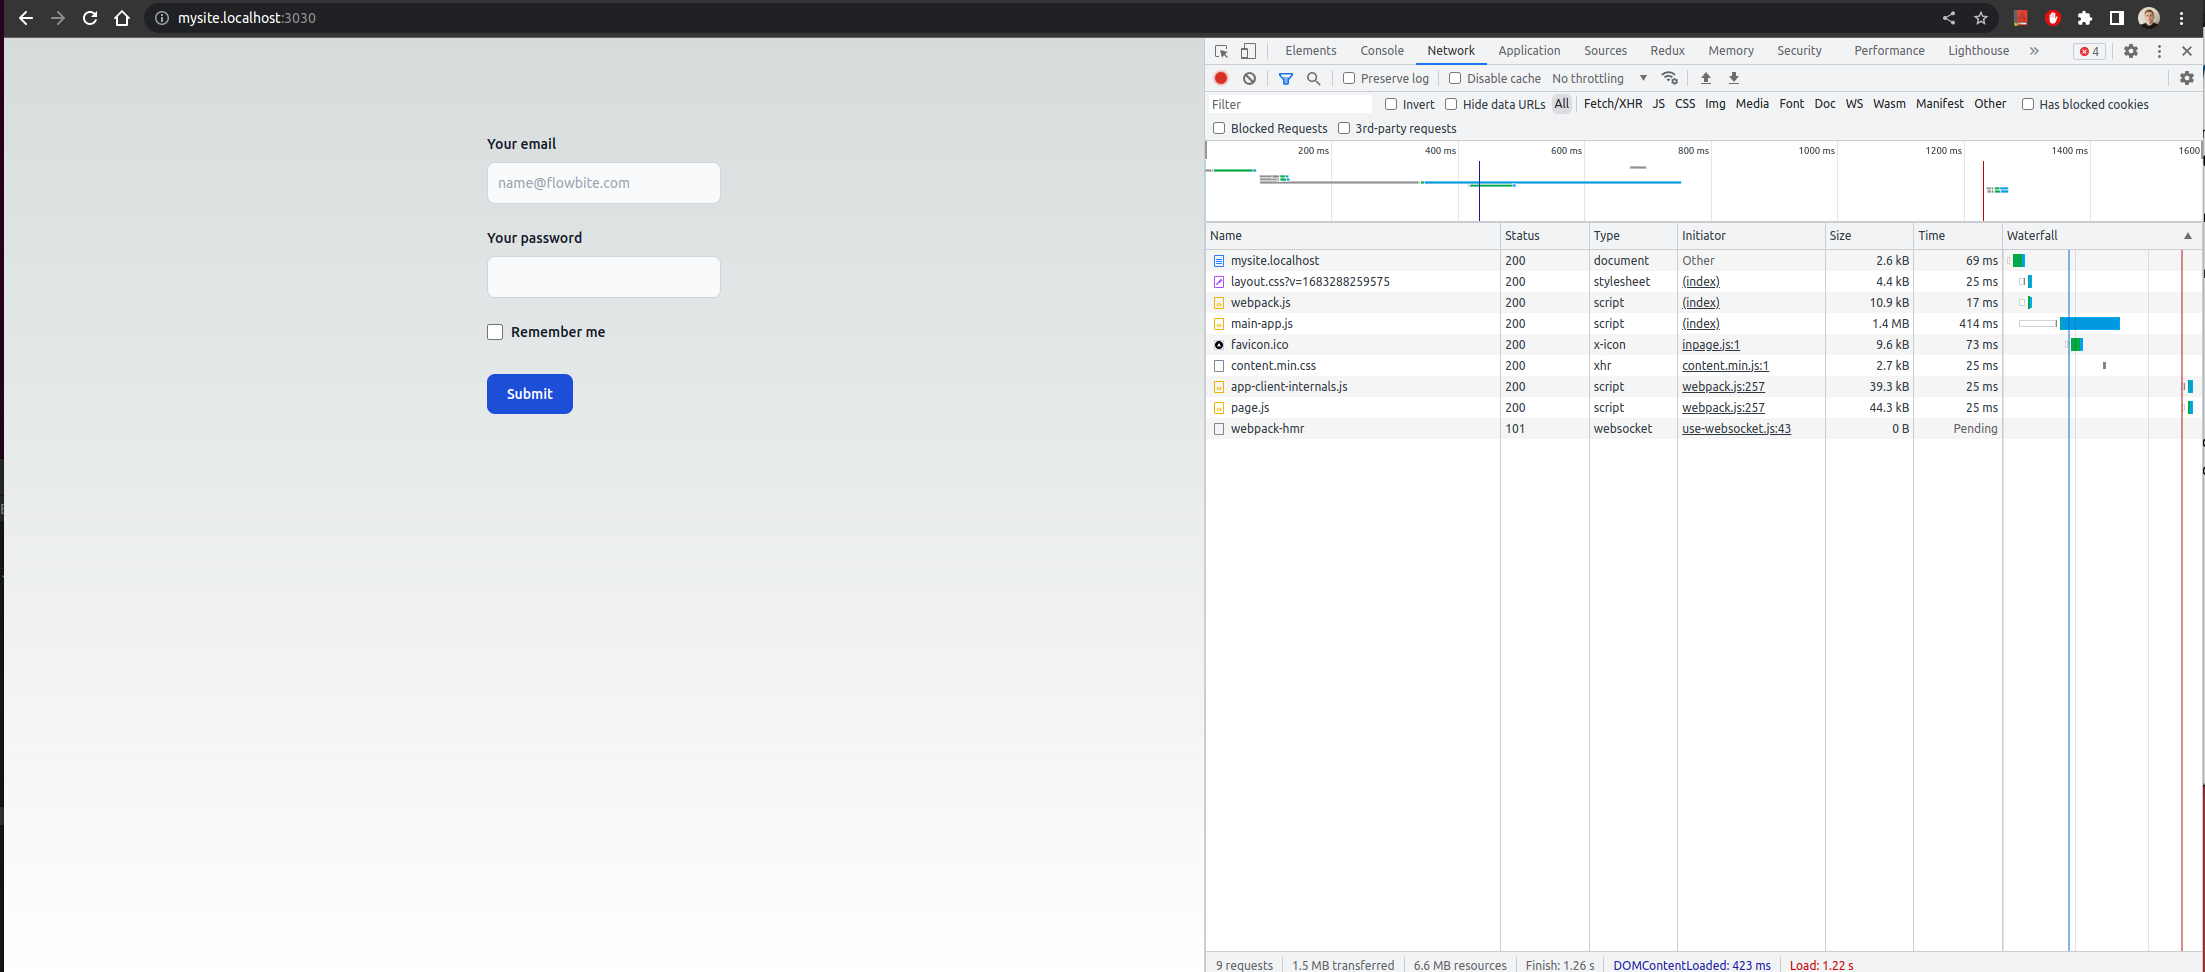 mysite.localhost:3030
Your email
name@flowbite.com
Your password
Remember me
Submit
Elements Console Network Application Sources Redux Memory Security Performance Lighthouse » 4
Preserve log Disable cache No throttling
Filter Invert Hide data URLs All Fetch/XHR JS CSS Img Media Font Doc WS Wasm Manifest Other Has blocked cookies
Blocked Requests 3rd-party requests
200 ms 400 ms 600 ms 800 ms 1000 ms 1200 ms 1400 ms 1600
Name Status Type Initiator Size Time Waterfall
mysite.localhost 200 document Other 2.6 kB 69 ms
layout.css?v=1683288259575 200 stylesheet (index) 4.4 kB 25 ms
webpack.js 200 script (index) 10.9 kB 17 ms
main-app.js 200 script (index) 1.4 MB 414 ms
favicon.ico 200 x-icon inpage.js:1 9.6 kB 73 ms
content.min.css 200 xhr content.min.js:1 2.7 kB 25 ms
app-client-internals.js 200 script webpack.js:257 39.3 kB 25 ms
page.js 200 script webpack.js:257 44.3 kB 25 ms
webpack-hmr 101 websocket use-websocket.js:43 0 B Pending
9 requests 1.5 MB transferred 6.6 MB resources Finish: 1.26 s DOMContentLoaded: 423 ms Load: 1.22 s